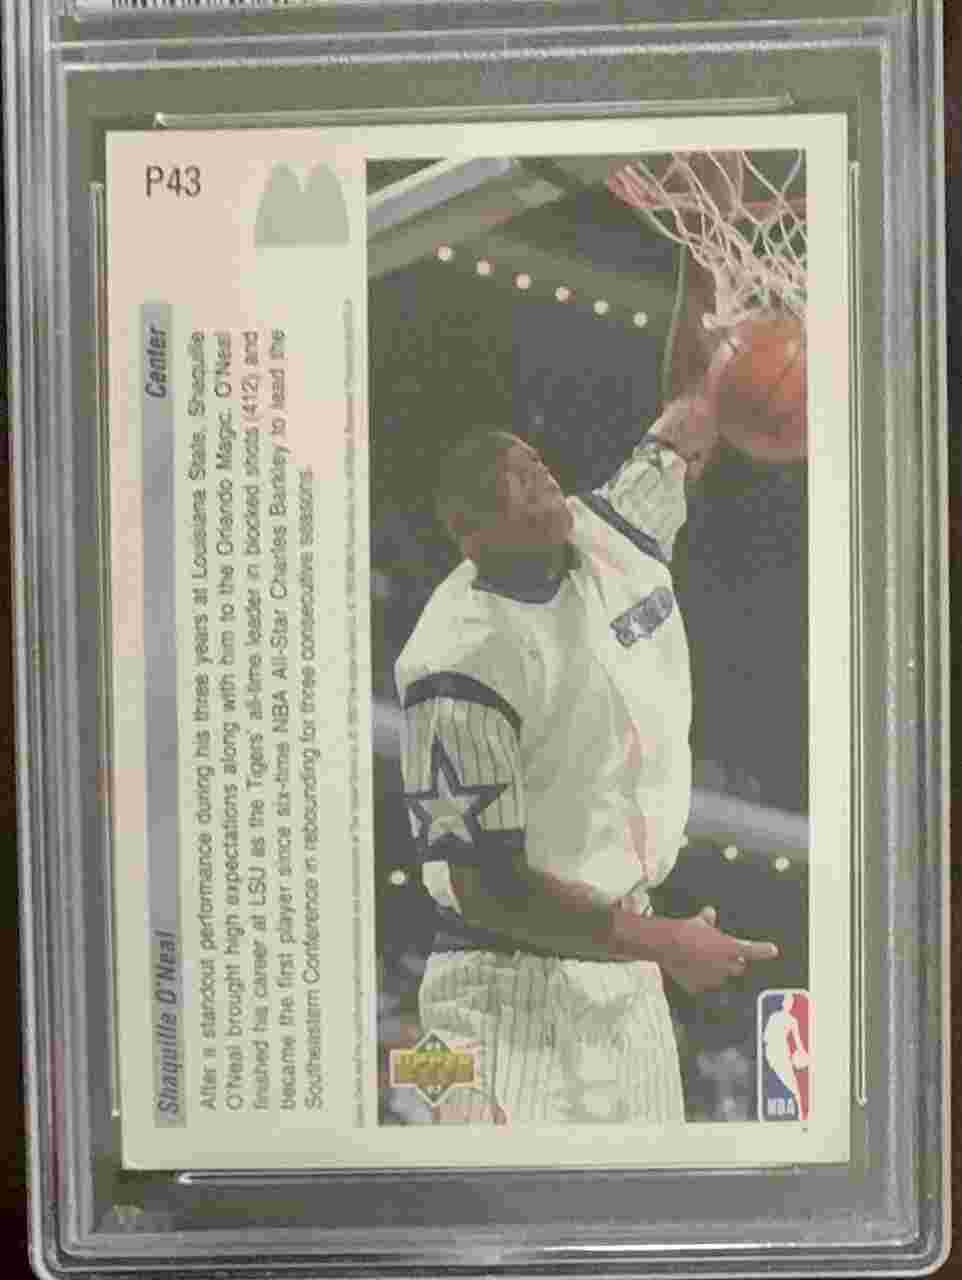 P43
Shaquille O'Neal Center
After a standout performance during his three years at Louisiana State, Shaquille
O'Neal brought high expectations along with him to the Orlando Magic. O'Neal
finished his career at LSU as the Tigers' all-time leader in blocked shots (412) and
became the first player since six-time NBA All-Star Charles Barkley to lead the
Southeastern Conference in rebounding for three consecutive seasons.
UPPER
NBA